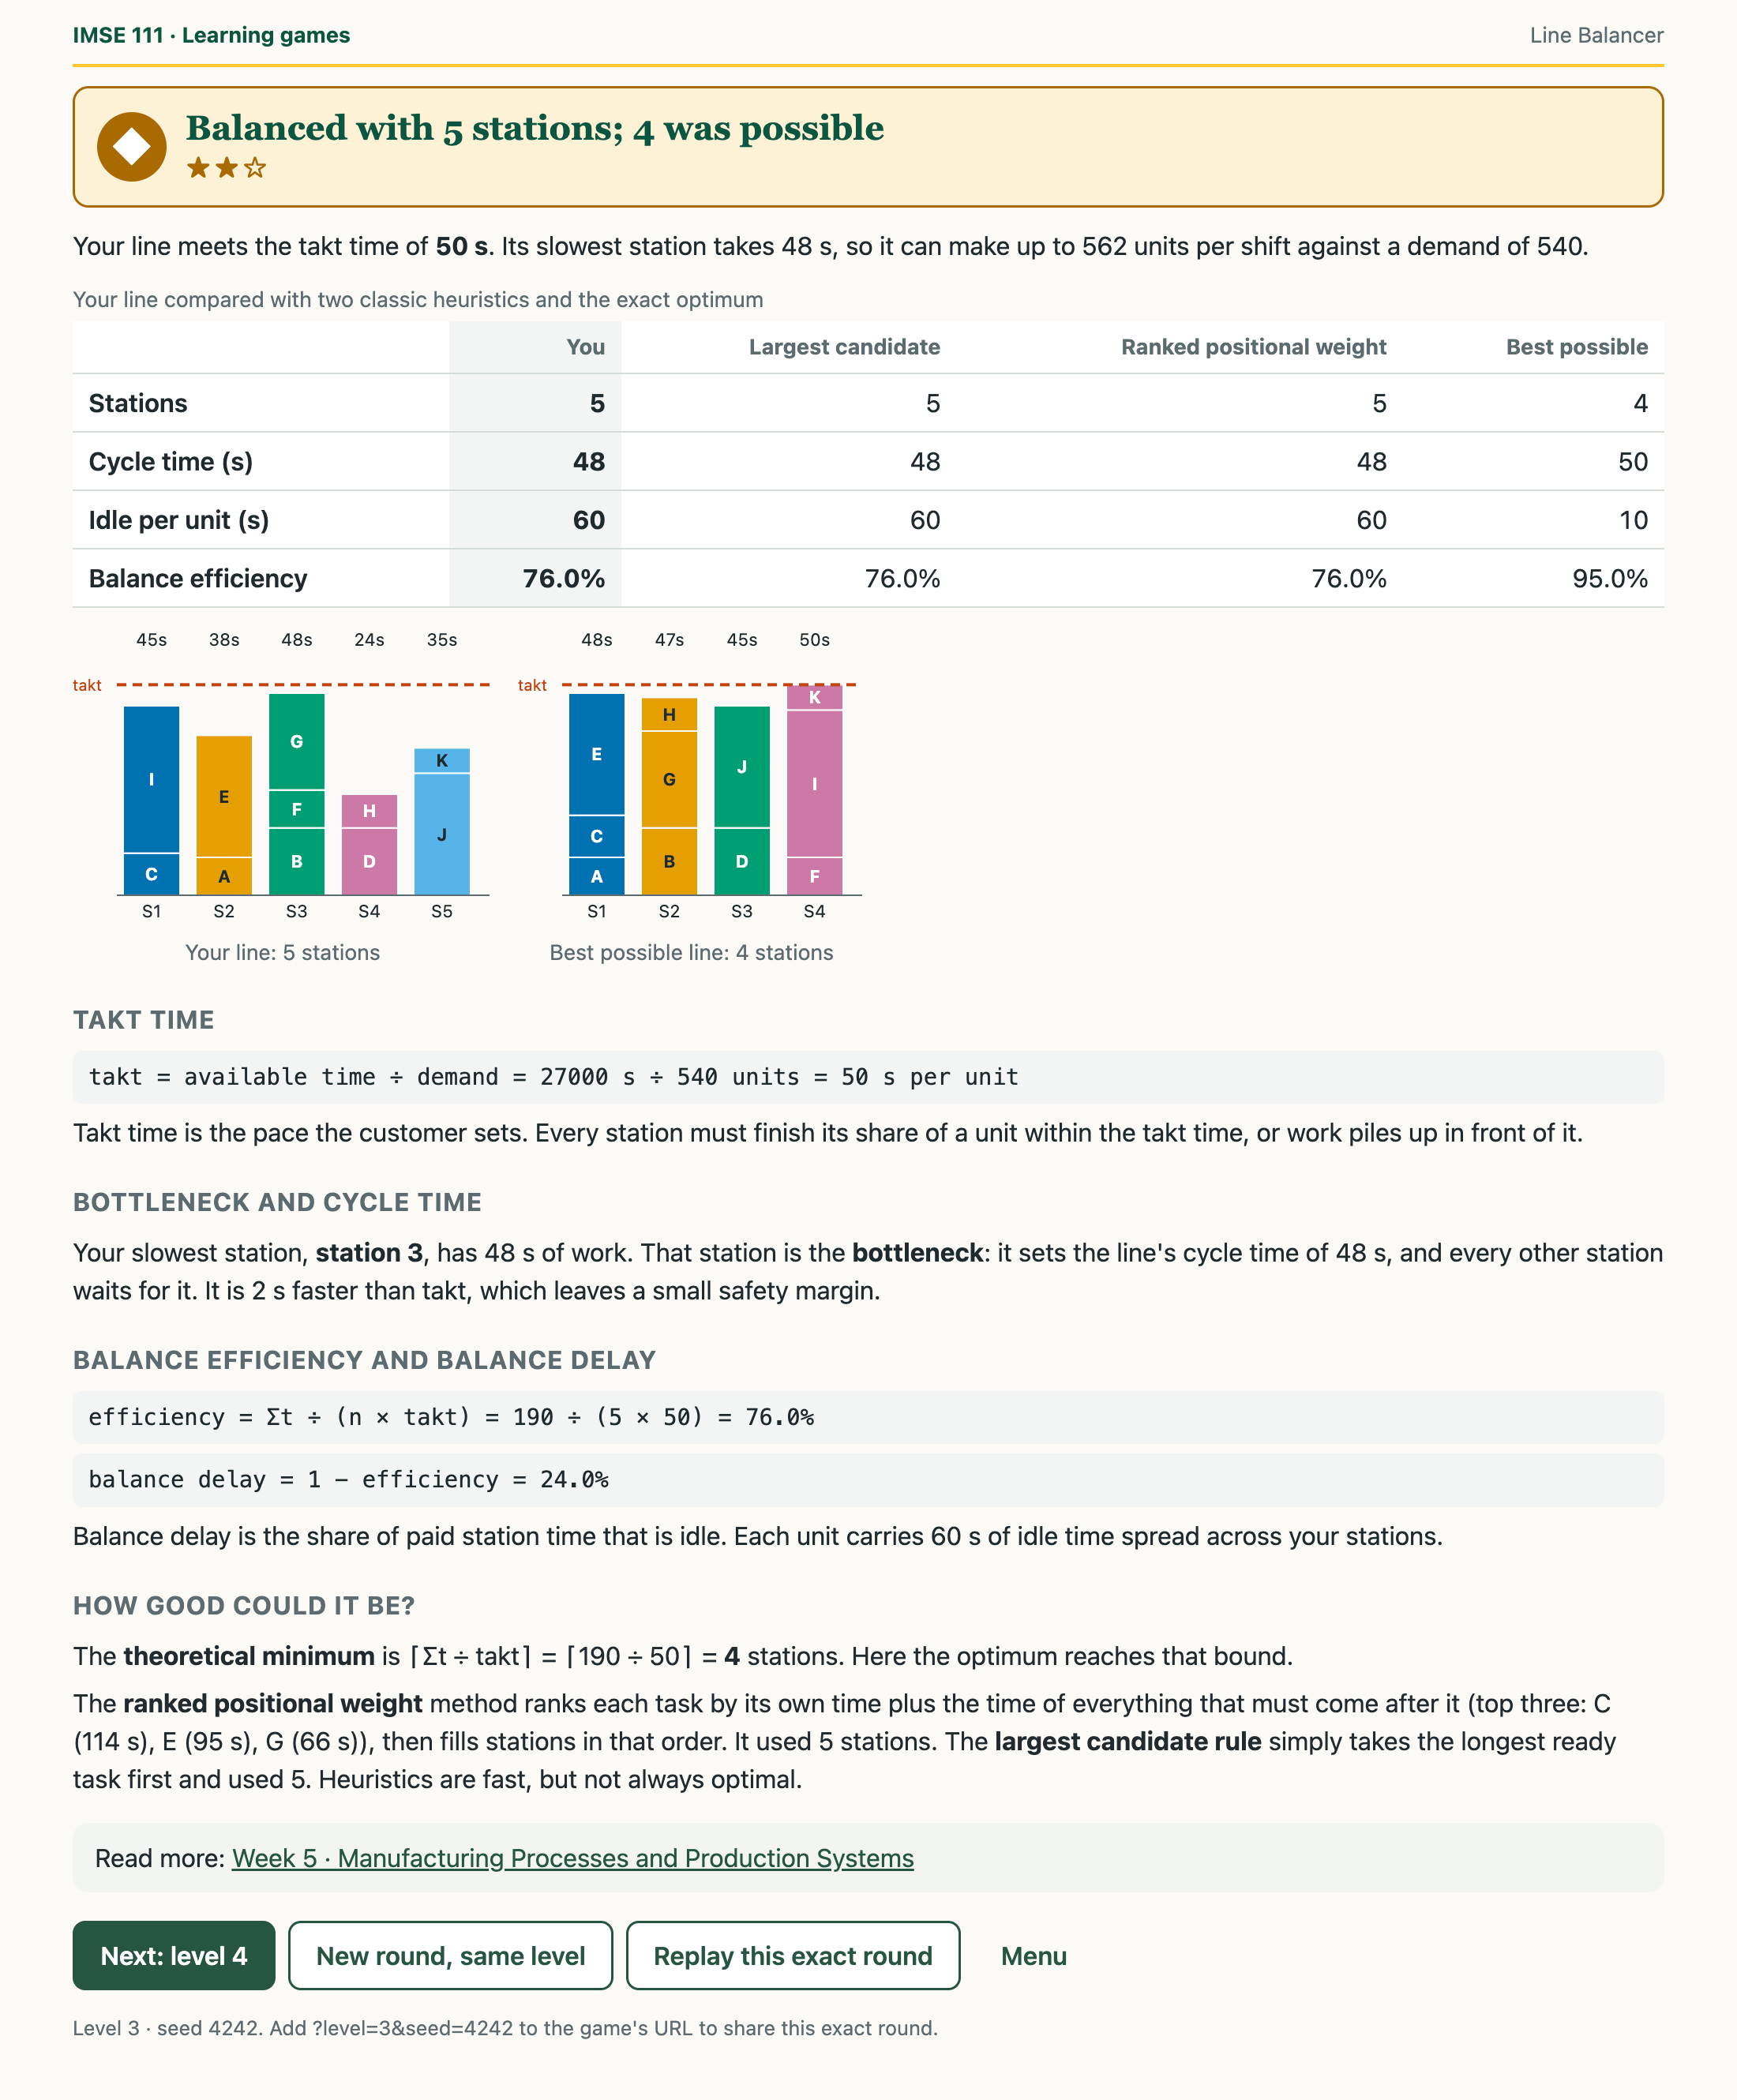 IMSE 111 · Learning games
Line Balancer
Balanced with 5 stations; 4 was possible
★★☆
Your line meets the takt time of 50 s. Its slowest station takes 48 s, so it can make up to 562 units per shift against a demand of 540.
Your line compared with two classic heuristics and the exact optimum
You Largest candidate Ranked positional weight Best possible
Stations 5 5 5 4
Cycle time (s) 48 48 48 50
Idle per unit (s) 60 60 60 10
Balance efficiency 76.0% 76.0% 76.0% 95.0%
45s 38s 48s 24s 35s
takt
I
C
E
A
G
F
B
H
D
K
J
S1 S2 S3 S4 S5
Your line: 5 stations
48s 47s 45s 50s
takt
E
C
A
H
G
B
J
D
K
I
F
S1 S2 S3 S4
Best possible line: 4 stations
TAKT TIME
takt = available time ÷ demand = 27000 s ÷ 540 units = 50 s per unit
Takt time is the pace the customer sets. Every station must finish its share of a unit within the takt time, or work piles up in front of it.
BOTTLENECK AND CYCLE TIME
Your slowest station, station 3, has 48 s of work. That station is the bottleneck: it sets the line's cycle time of 48 s, and every other station
waits for it. It is 2 s faster than takt, which leaves a small safety margin.
BALANCE EFFICIENCY AND BALANCE DELAY
efficiency = Σt ÷ (n × takt) = 190 ÷ (5 × 50) = 76.0%
balance delay = 1 − efficiency = 24.0%
Balance delay is the share of paid station time that is idle. Each unit carries 60 s of idle time spread across your stations.
HOW GOOD COULD IT BE?
The theoretical minimum is ⌈Σt ÷ takt⌉ = ⌈190 ÷ 50⌉ = 4 stations. Here the optimum reaches that bound.
The ranked positional weight method ranks each task by its own time plus the time of everything that must come after it (top three: C
(114 s), E (95 s), G (66 s)), then fills stations in that order. It used 5 stations. The largest candidate rule simply takes the longest ready
task first and used 5. Heuristics are fast, but not always optimal.
Read more: Week 5 · Manufacturing Processes and Production Systems
Next: level 4
New round, same level
Replay this exact round
Menu
Level 3 · seed 4242. Add ?level=3&seed=4242 to the game's URL to share this exact round.